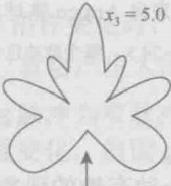 x₃ = 5.0